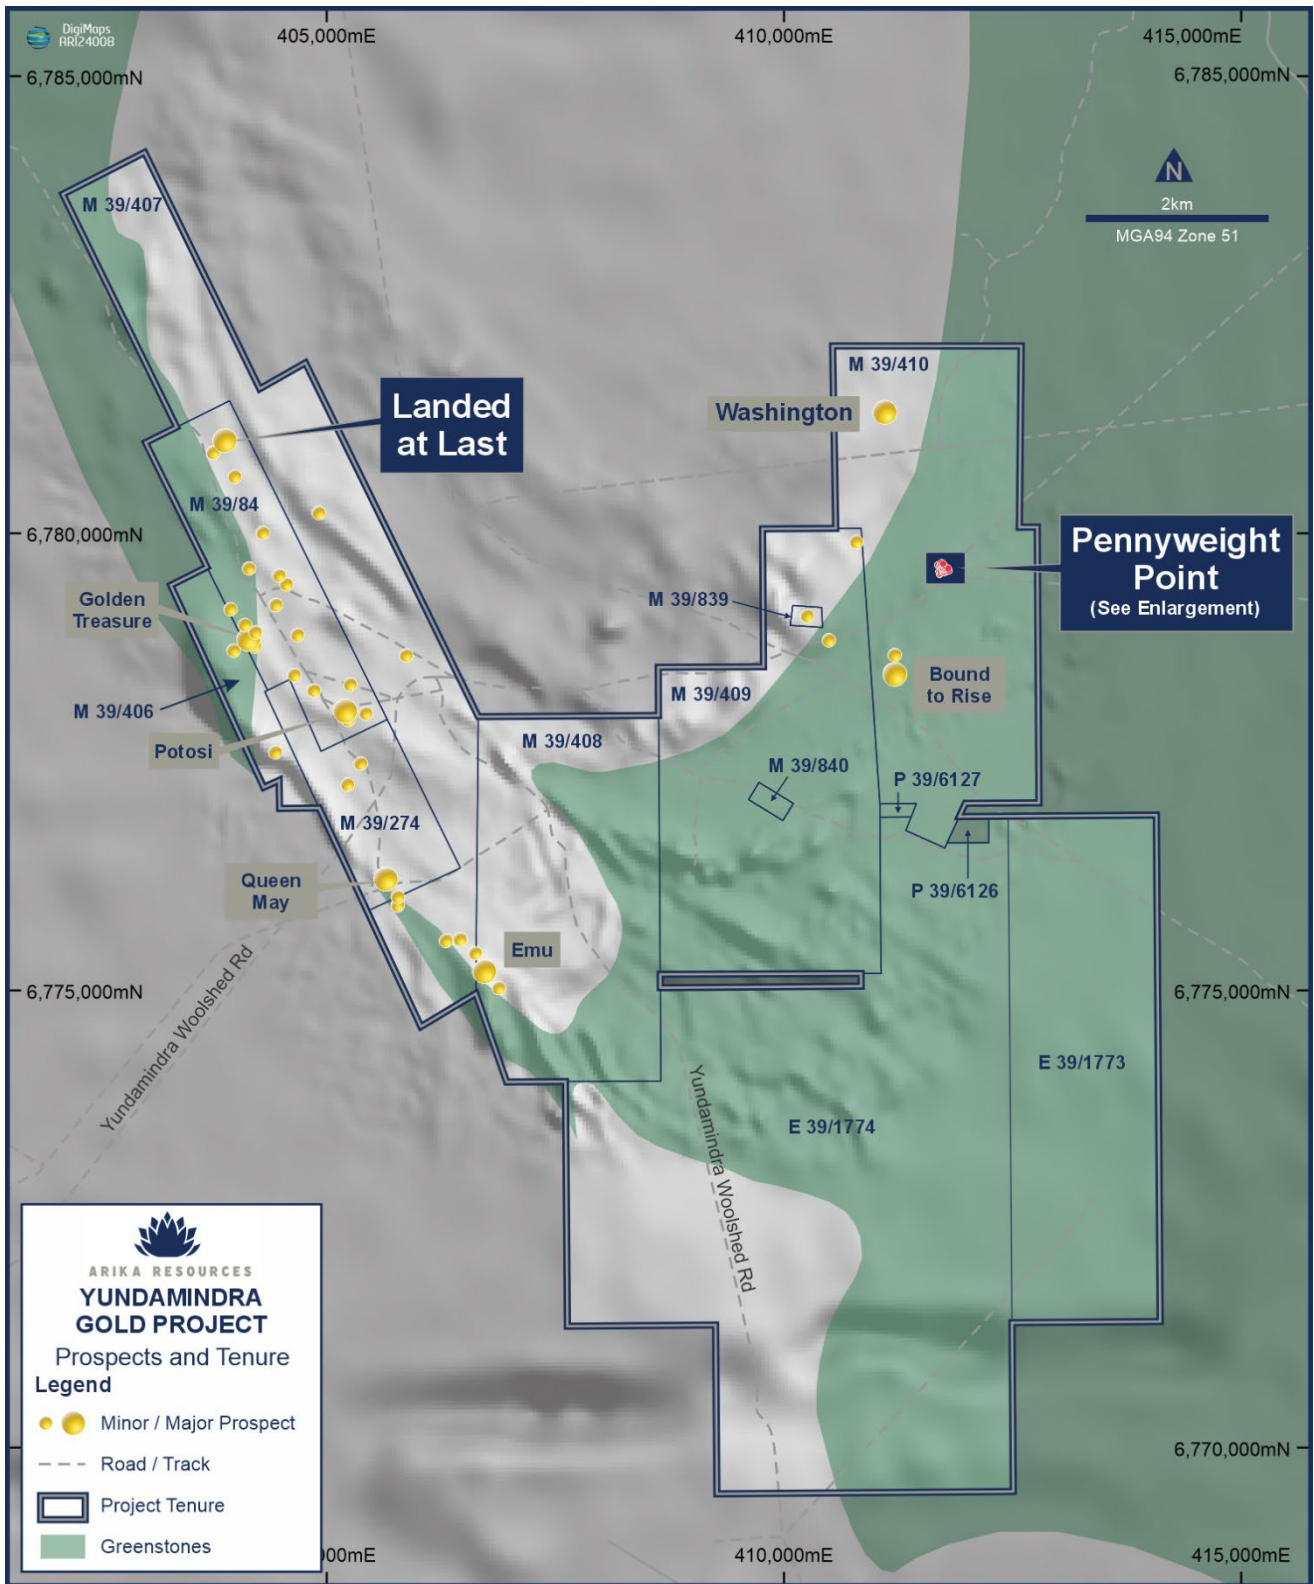 DigiMaps
ARI24008
405,000mE
410,000mE
415,000mE
6,785,000mN
6,785,000mN
N
2km
MGA94 Zone 51
M 39/407
M 39/410
Landed
at Last
Washington
M 39/84
6,780,000mN
6,780,000mN
Pennyweight
Point
(See Enlargement)
Golden
Treasure
M 39/839
M 39/406
M 39/409
Bound
to Rise
Potosi
M 39/408
M 39/840
P 39/6127
M 39/274
Queen
May
P 39/6126
Emu
Yundamindra Woolshed Rd
6,775,000mN
6,775,000mN
E 39/1773
Yundamindra Woolshed Rd
E 39/1774
ARIKA RESOURCES
YUNDAMINDRA
GOLD PROJECT
Prospects and Tenure
Legend
Minor / Major Prospect
Road / Track
Project Tenure
Greenstones
6,770,000mN
00mE
410,000mE
415,000mE